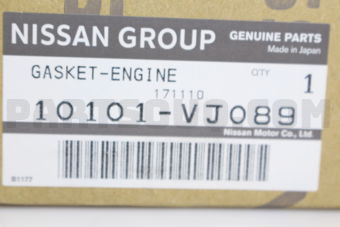 NISSAN GROUP GENUINE PARTS
Made in Japan
GASKET-ENGINE QTY 1
171110
10101-VJ089
Nissan Motor Co., Ltd.
B1177